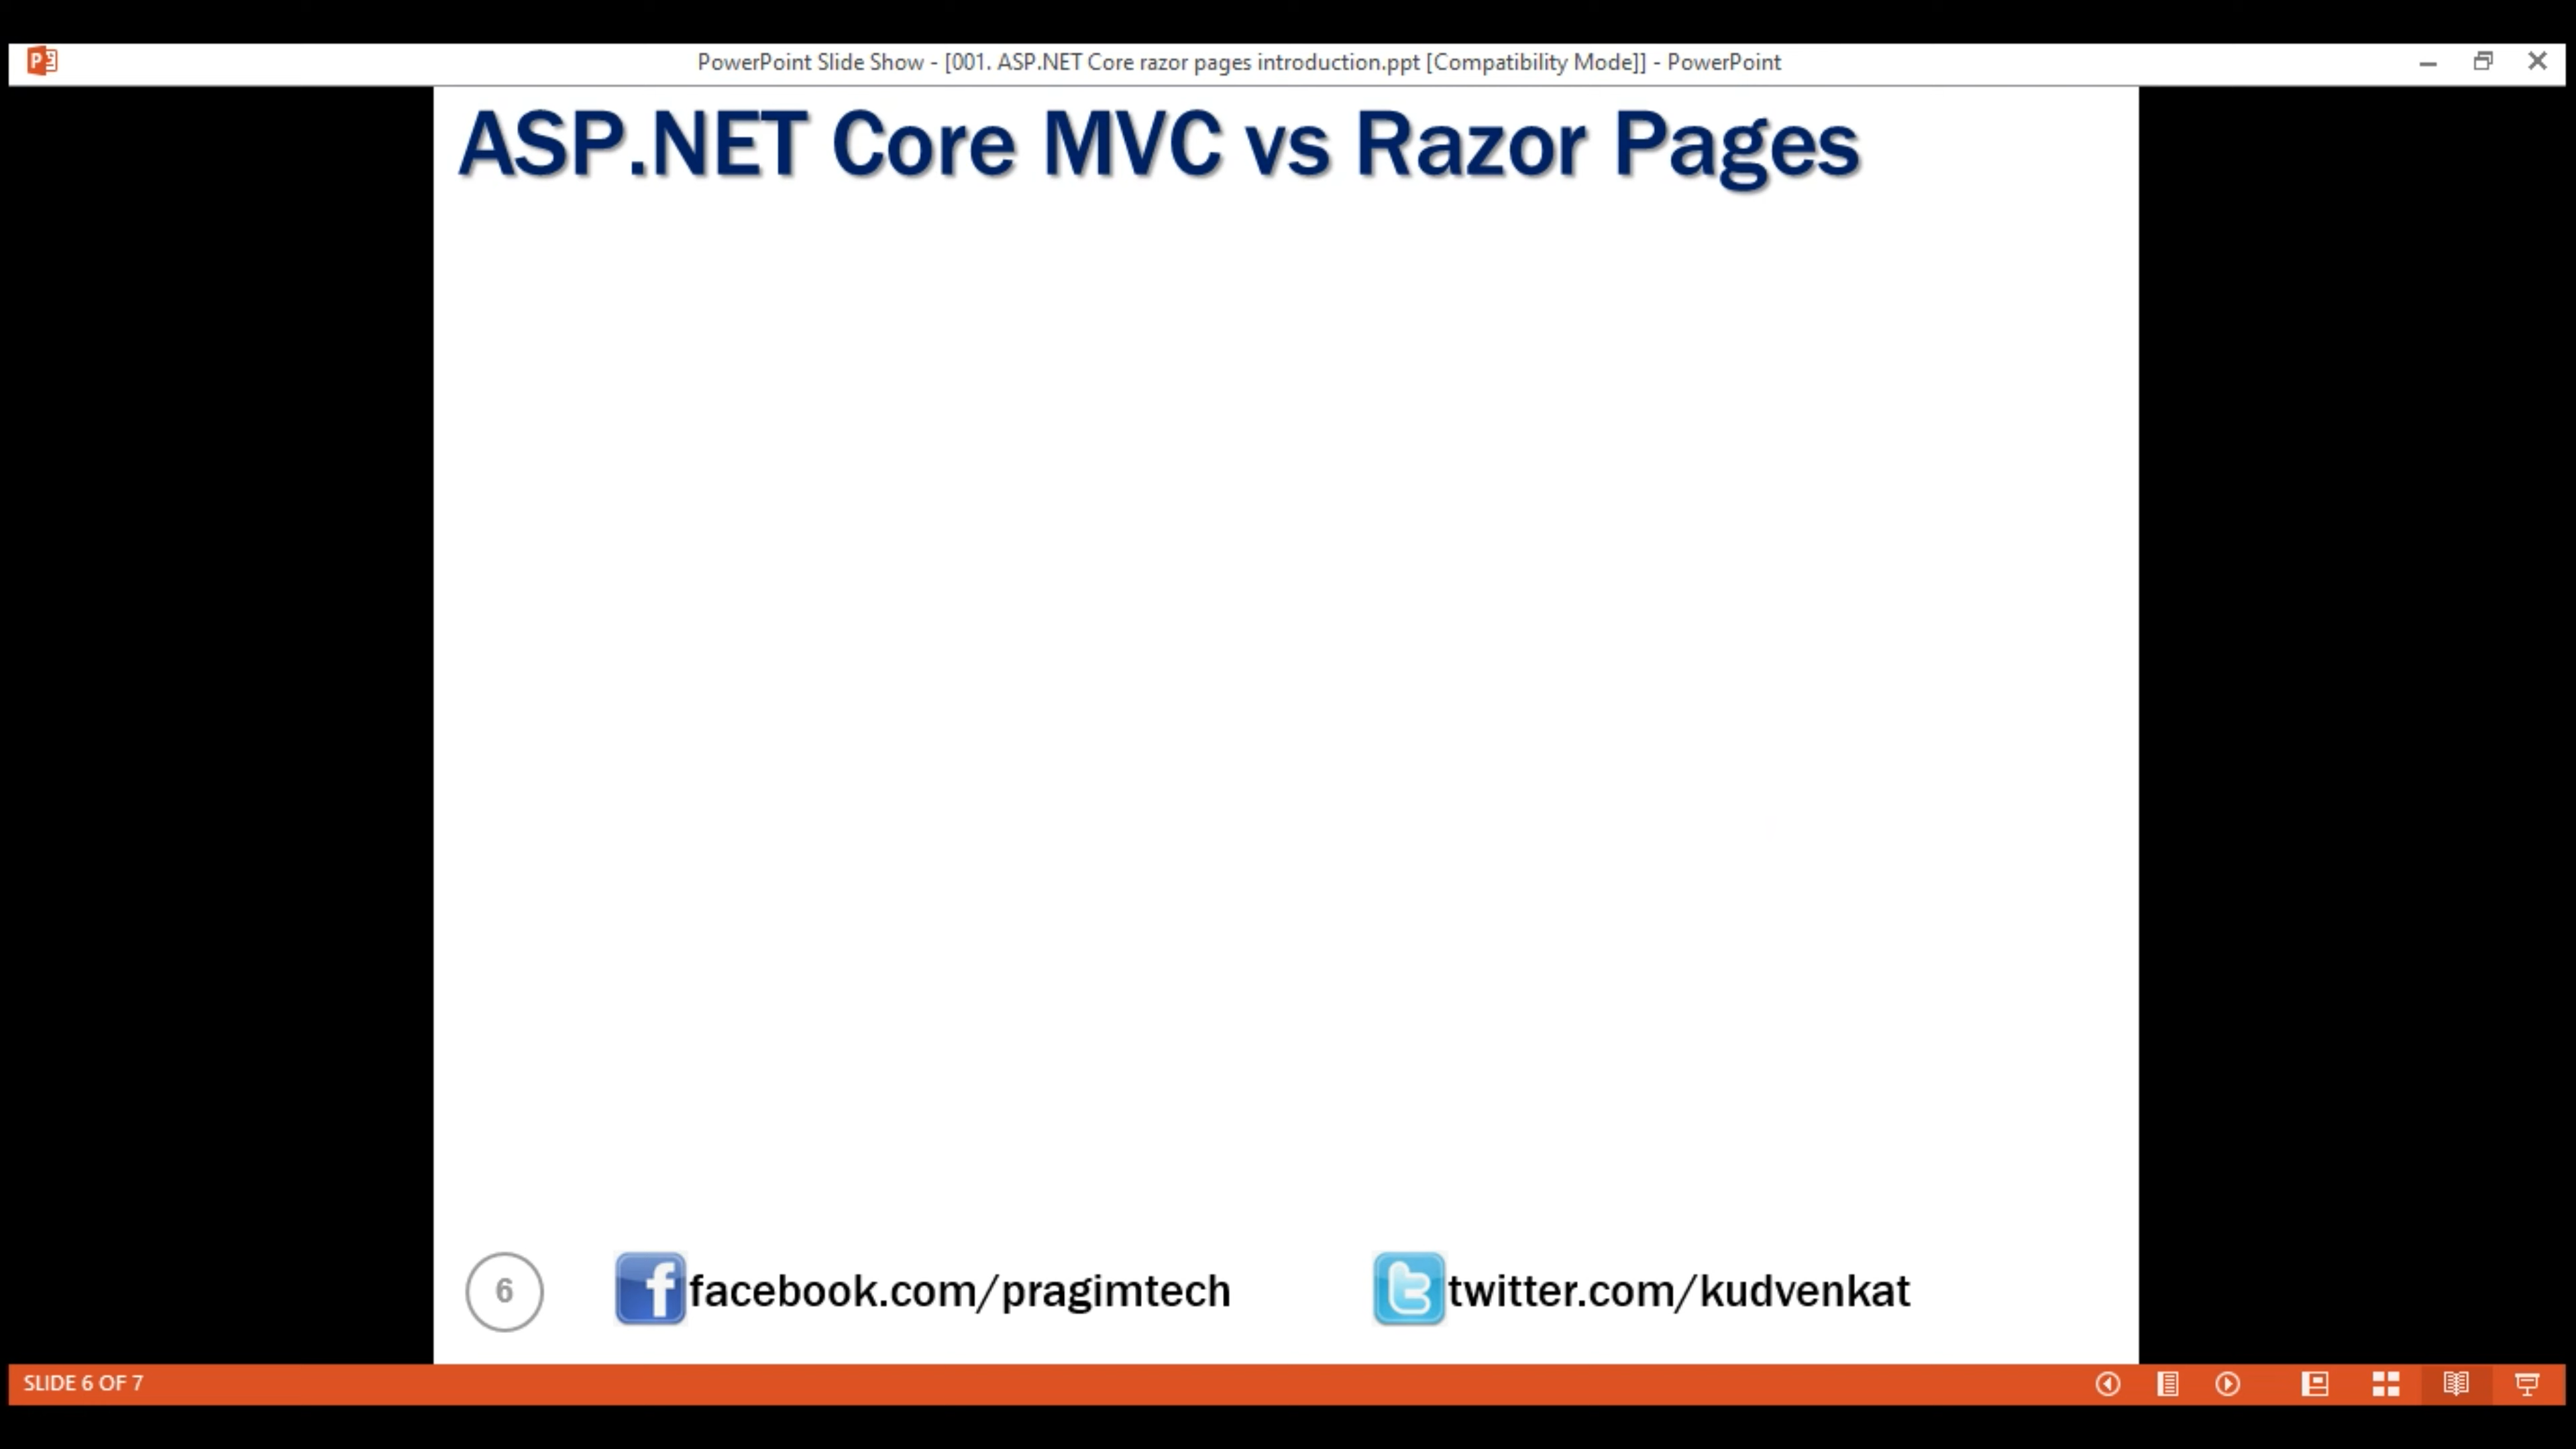 PowerPoint Slide Show - [001. ASP.NET Core razor pages introduction.ppt [Compatibility Mode]] - PowerPoint
ASP.NET Core MVC vs Razor Pages
6
facebook.com/pragimtech
twitter.com/kudvenkat
SLIDE 6 OF 7